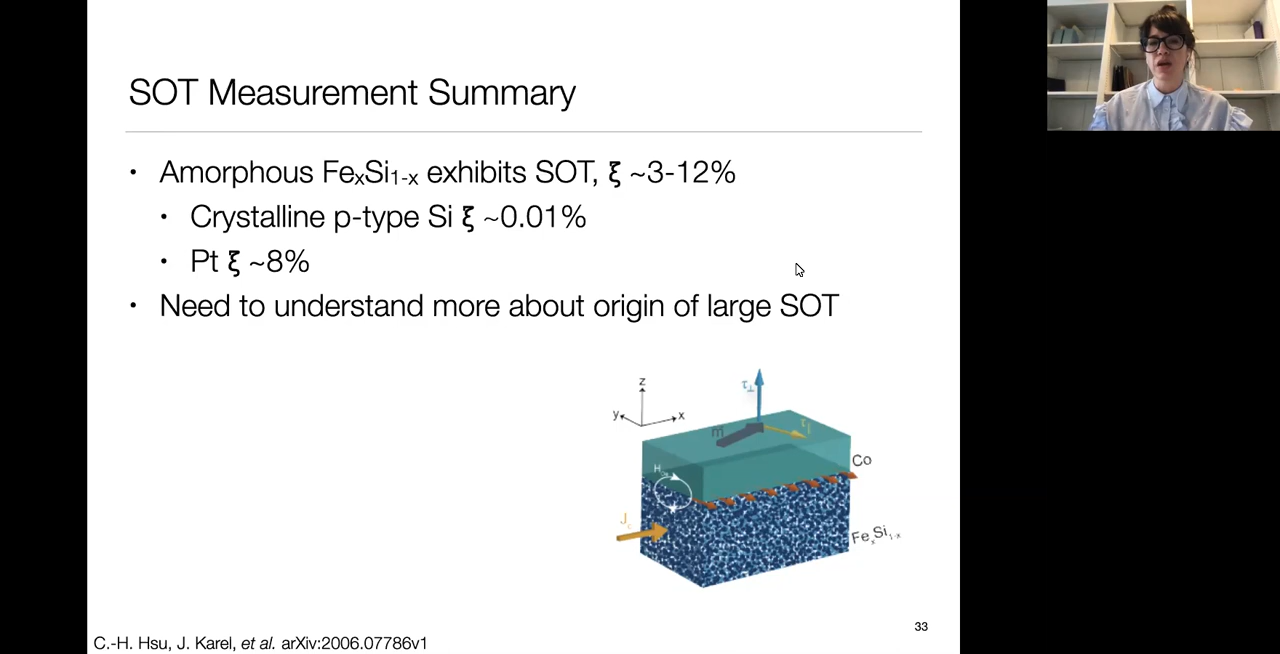 SOT Measurement Summary
• Amorphous FexSi1-x exhibits SOT, ξ ~3-12%
• Crystalline p-type Si ξ ~0.01%
• Pt ξ ~8%
• Need to understand more about origin of large SOT
z
y
x
τ⊥
m
Co
Jc
FexSi1-x
33
C.-H. Hsu, J. Karel, et al. arXiv:2006.07786v1